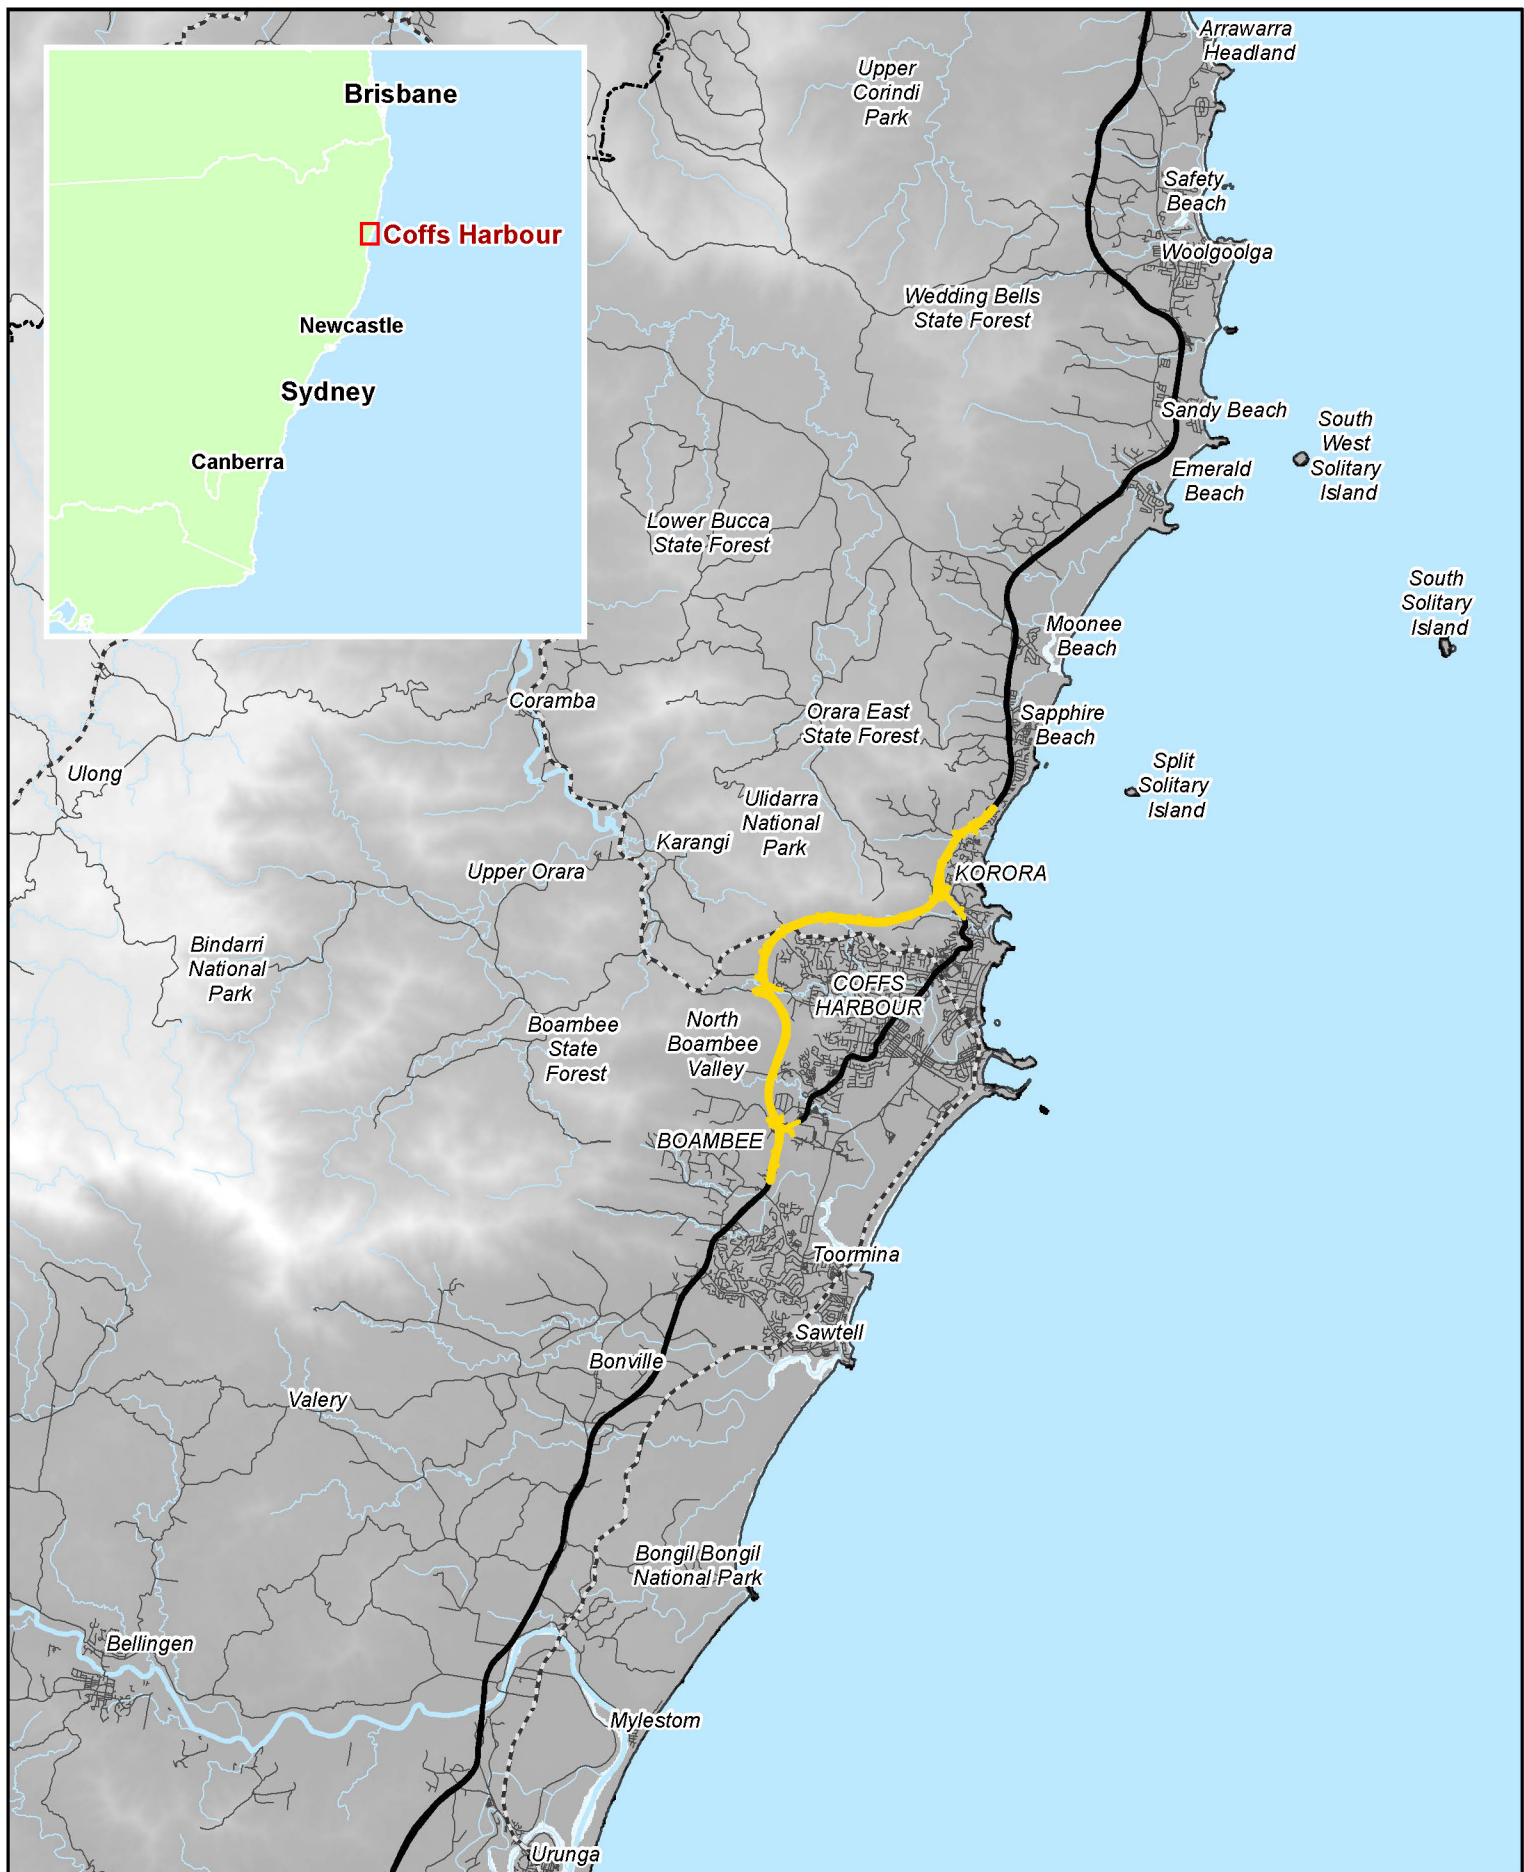 Arrawarra
Headland
Upper
Corindi
Park
Brisbane
Safety
Beach
Coffs Harbour
Woolgoolga
Wedding Bells
State Forest
Newcastle
Sydney
Sandy Beach
South
West
Solitary
Island
Canberra
Emerald
Beach
Lower Bucca
State Forest
South
Solitary
Island
Moonee
Beach
Coramba
Orara East
State Forest
Sapphire
Beach
Ulong
Split
Solitary
Island
Ulidarra
National
Park
Karangi
Upper Orara
KORORA
Bindarri
National
Park
COFFS
HARBOUR
Boambee
State
Forest
North
Boambee
Valley
BOAMBEE
Toormina
Sawtell
Bonville
Valery
Bongil Bongil
National Park
Bellingen
Mylestom
Urunga